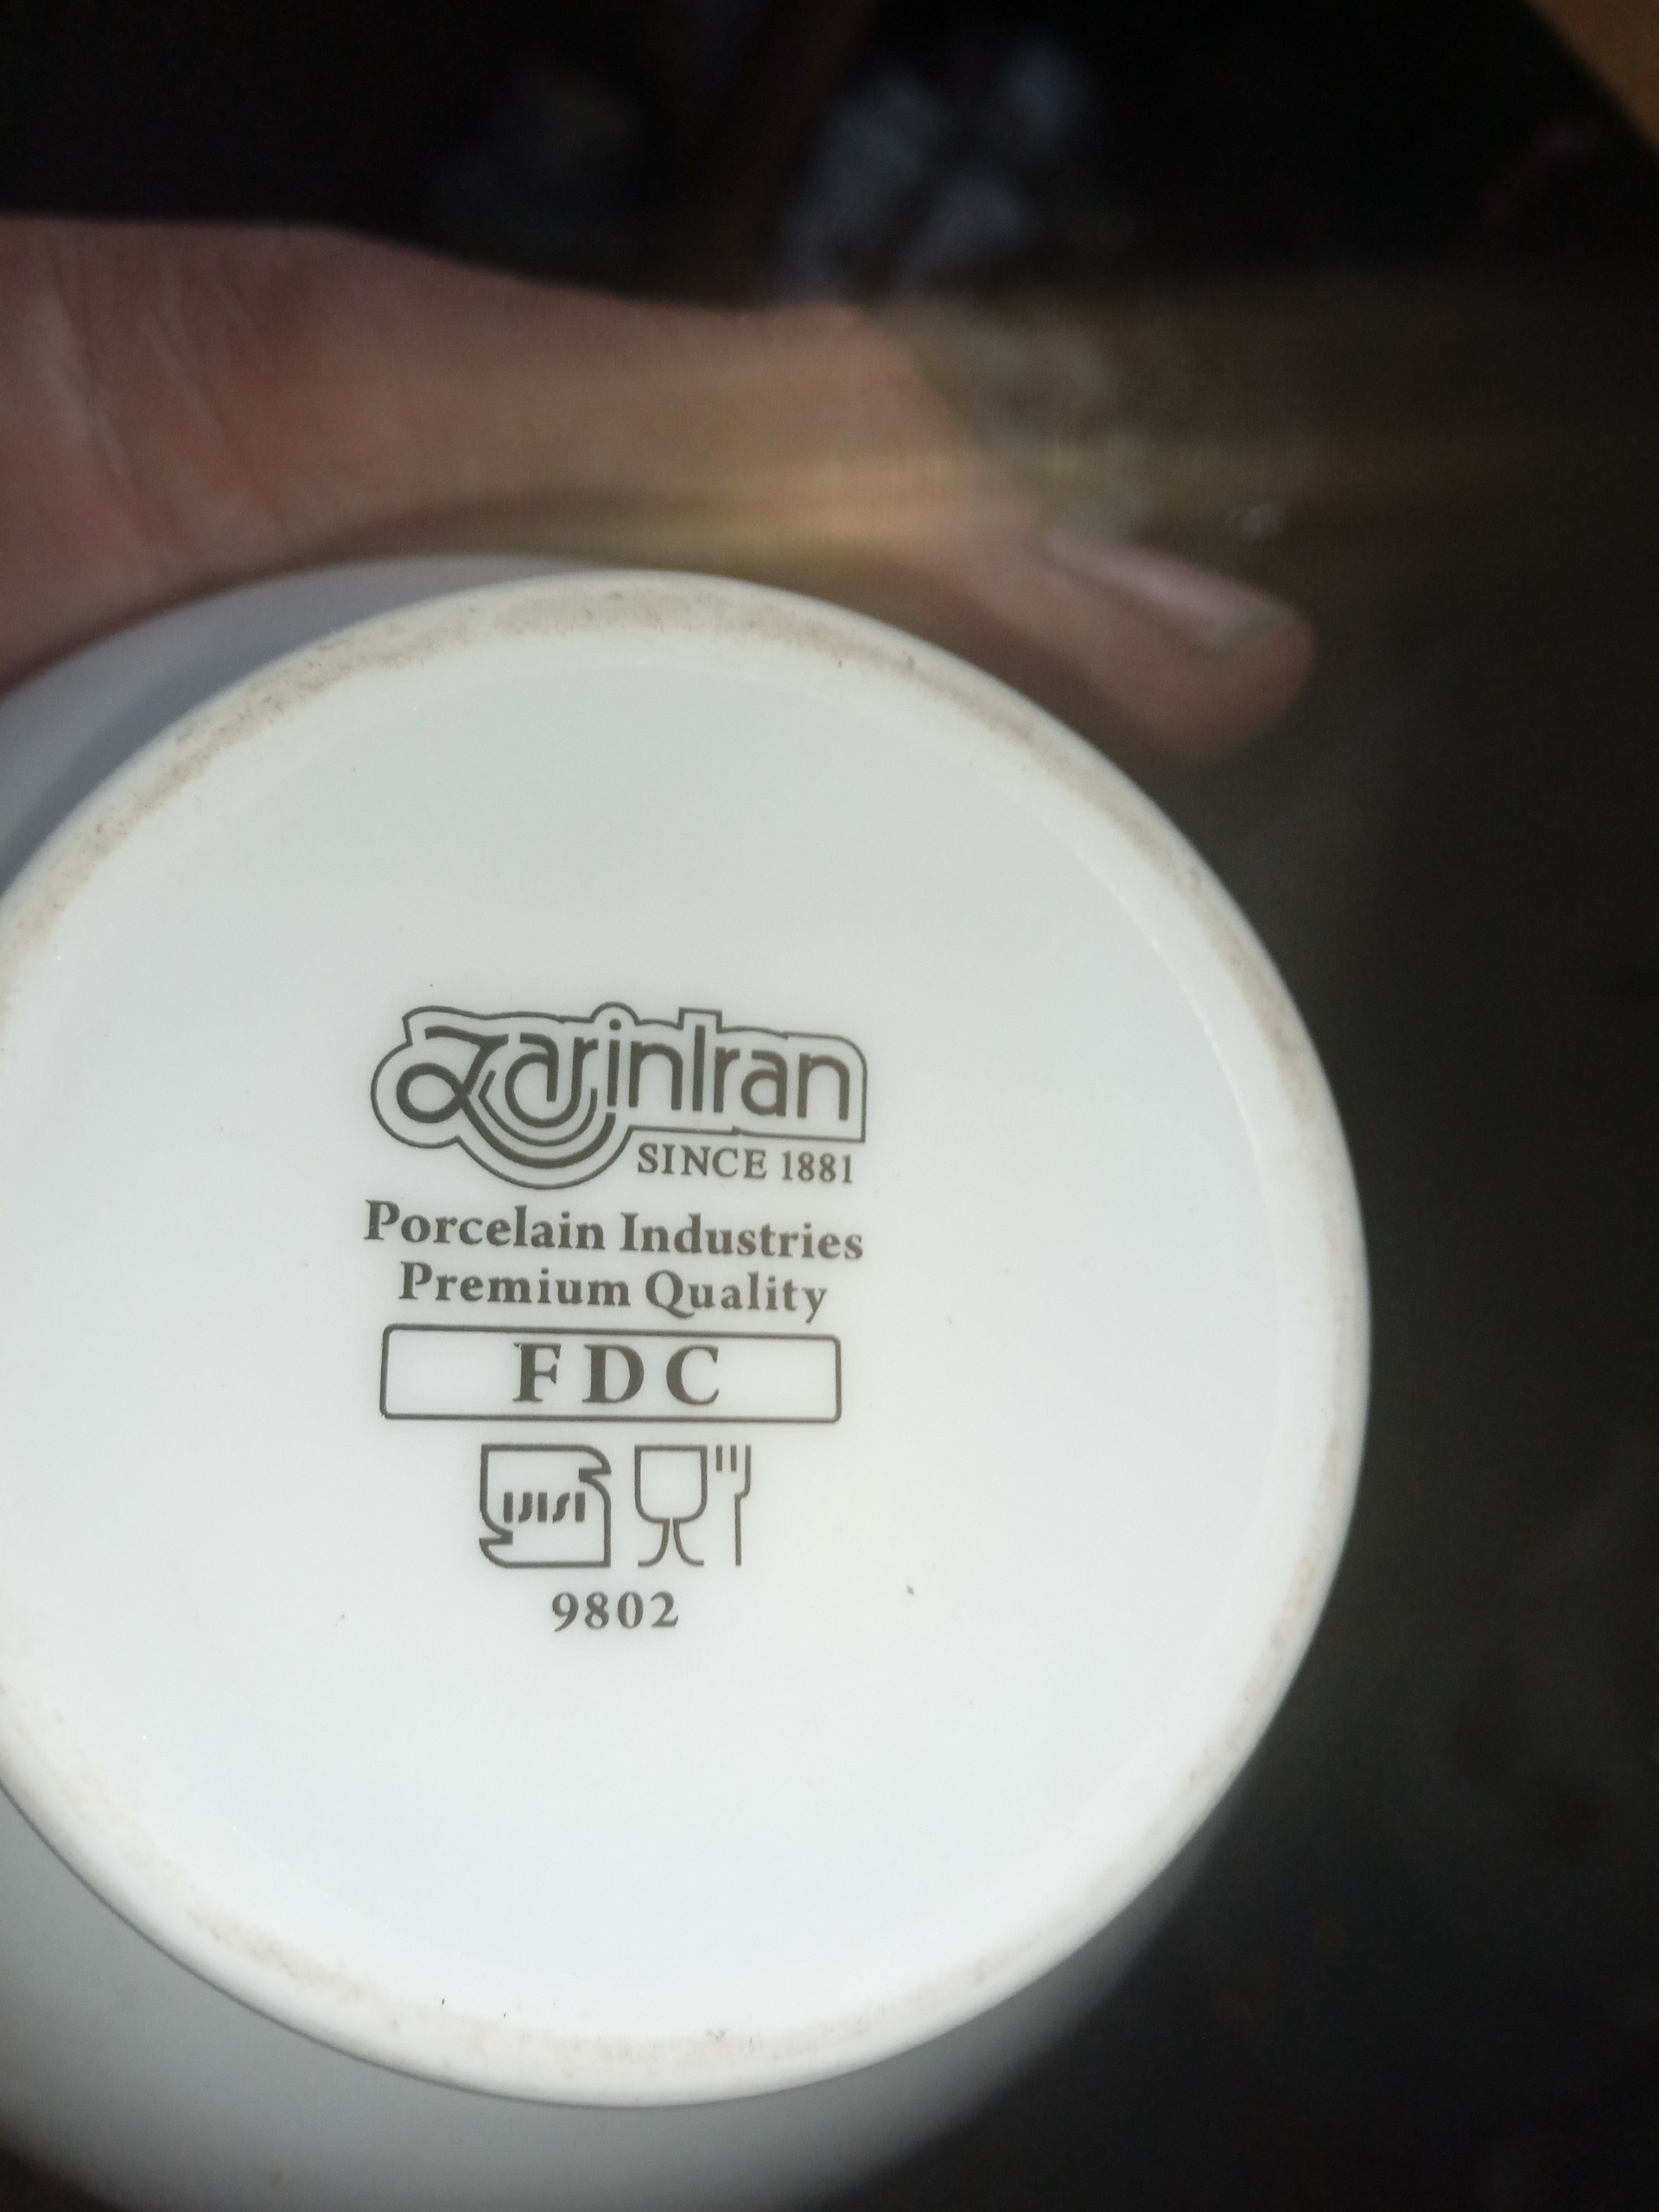 ZarinIran
SINCE 1881
Porcelain Industries
Premium Quality
FDC
9802